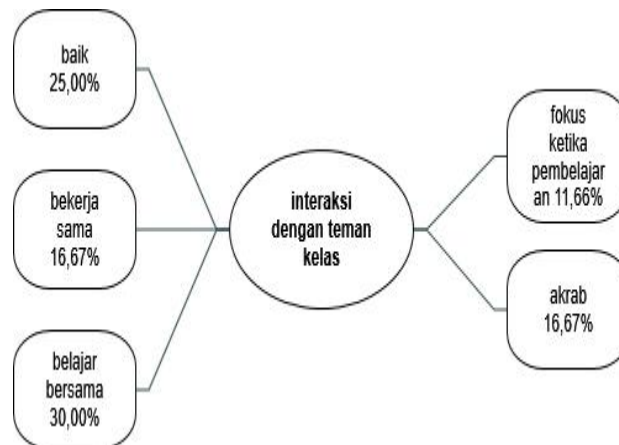 baik
25,00%
bekerja
sama
16,67%
belajar
bersama
30,00%
interaksi
dengan teman
kelas
fokus
ketika
pembelajar
an 11,66%
akrab
16,67%